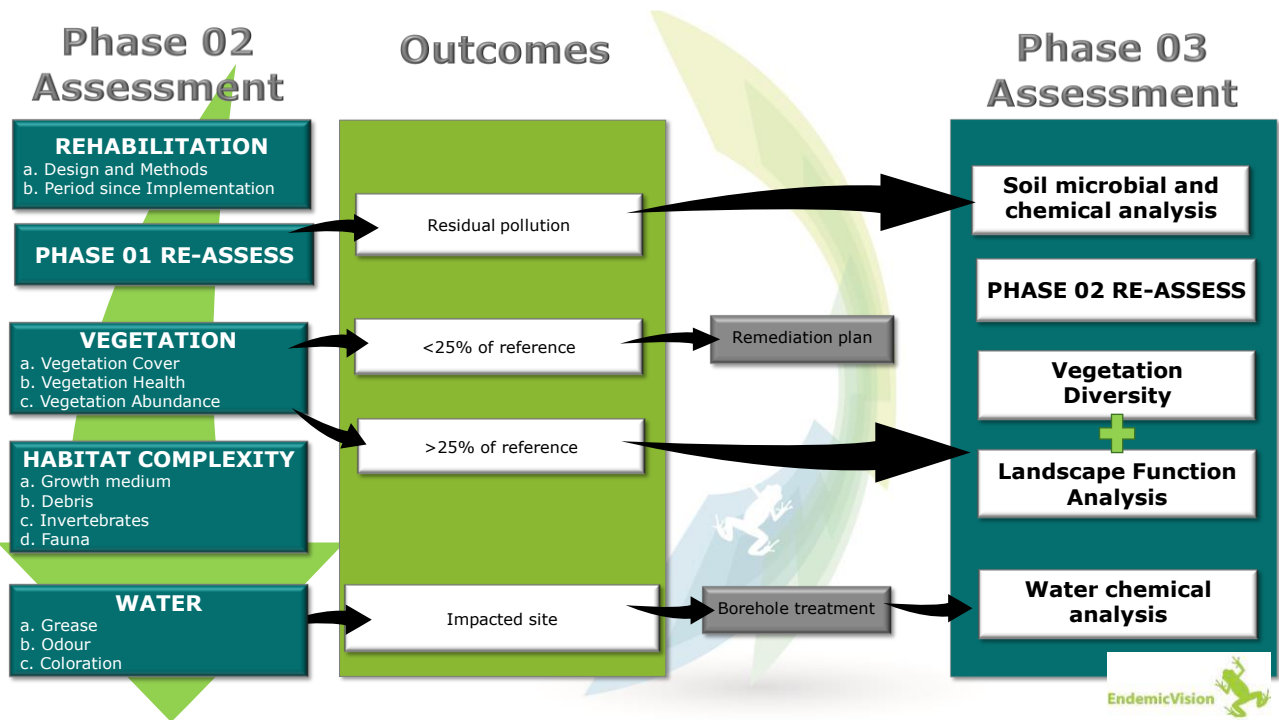 Phase 02
Assessment
Outcomes
Phase 03
Assessment
REHABILITATION
a. Design and Methods
b. Period since Implementation
PHASE 01 RE-ASSESS
VEGETATION
a. Vegetation Cover
b. Vegetation Health
c. Vegetation Abundance
HABITAT COMPLEXITY
a. Growth medium
b. Debris
c. Invertebrates
d. Fauna
WATER
a. Grease
b. Odour
c. Coloration
Residual pollution
<25% of reference
>25% of reference
Impacted site
Remediation plan
Borehole treatment
Soil microbial and
chemical analysis
PHASE 02 RE-ASSESS
Vegetation
Diversity
Landscape Function
Analysis
Water chemical
analysis
EndemicVision